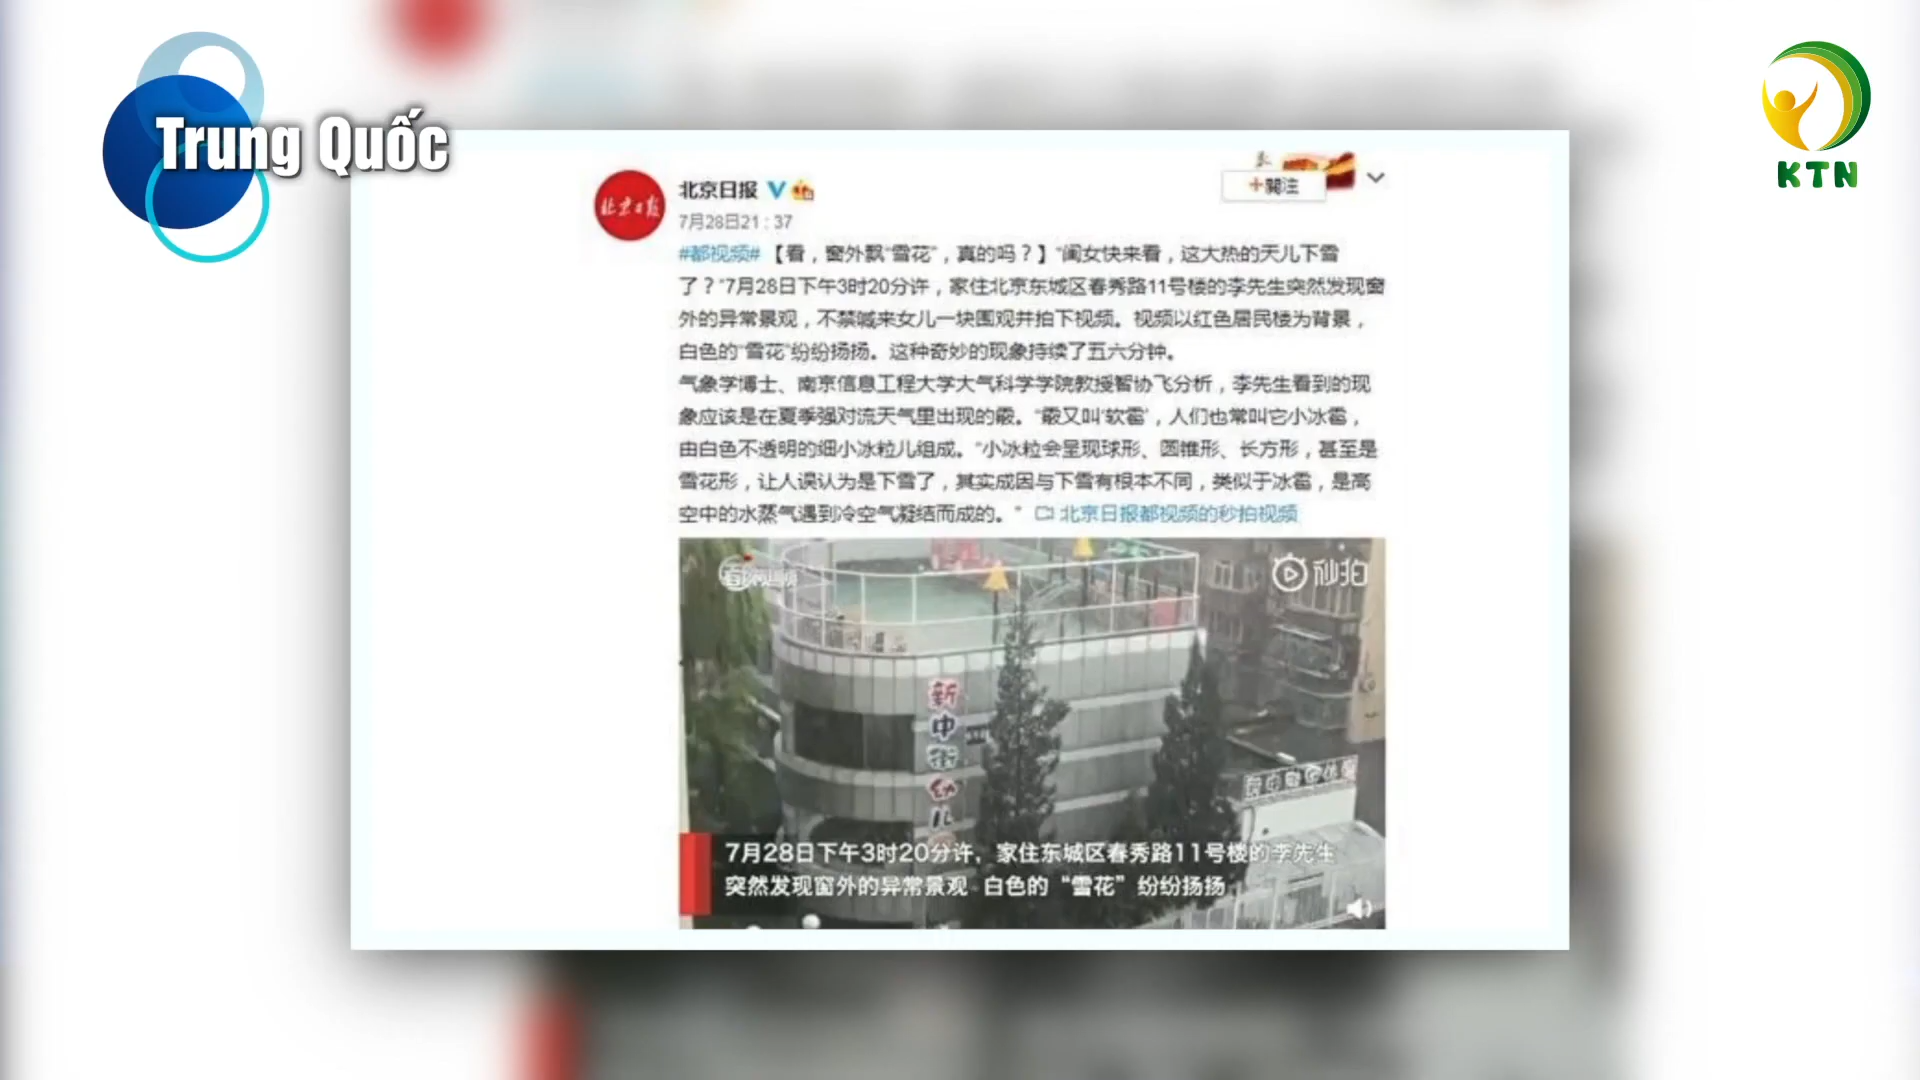 Trung Quốc
KTN
北京日报
北京日报
+關注
7月28日21:37
#都视频#【看，窗外飘“雪花”，真的吗？】“闺女快来看，这大热的天儿下雪
了？”7月28日下午3时20分许，家住北京东城区春秀路11号楼的李先生突然发现窗
外的异常景观，不禁喊来女儿一块围观并拍下视频。视频以红色居民楼为背景，
白色的“雪花”纷纷扬扬。这种奇妙的现象持续了五六分钟。
气象学博士、南京信息工程大学大气科学学院教授智协飞分析，李先生看到的现
象应该是在夏季强对流天气里出现的霰。“霰又叫‘软雹’，人们也常叫它小冰雹，
由白色不透明的细小冰粒儿组成。“小冰粒会呈现球形、圆锥形、长方形，甚至是
雪花形，让人误认为是下雪了，其实成因与下雪有根本不同，类似于冰雹，是高
空中的水蒸气遇到冷空气凝结而成的。” 北京日报都视频的秒拍视频
秒拍
新中街幼儿
7月28日下午3时20分许，家住东城区春秀路11号楼的李先生
突然发现窗外的异常景观 白色的“雪花”纷纷扬扬